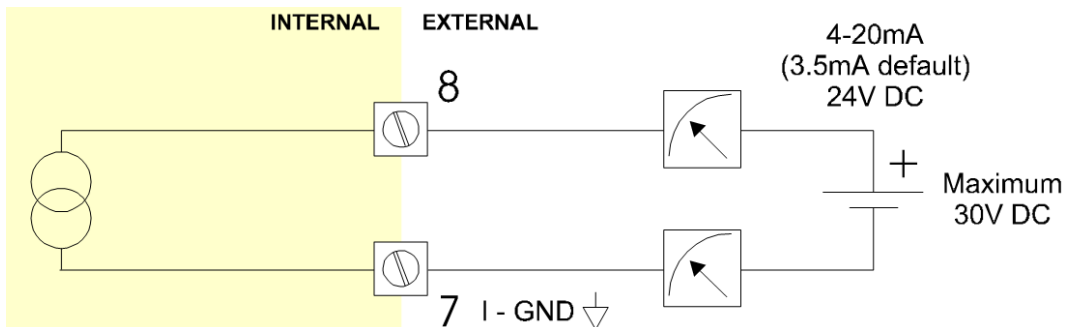 INTERNAL EXTERNAL
8
4-20mA
(3.5mA default)
24V DC
+
Maximum
30V DC
7 I - GND